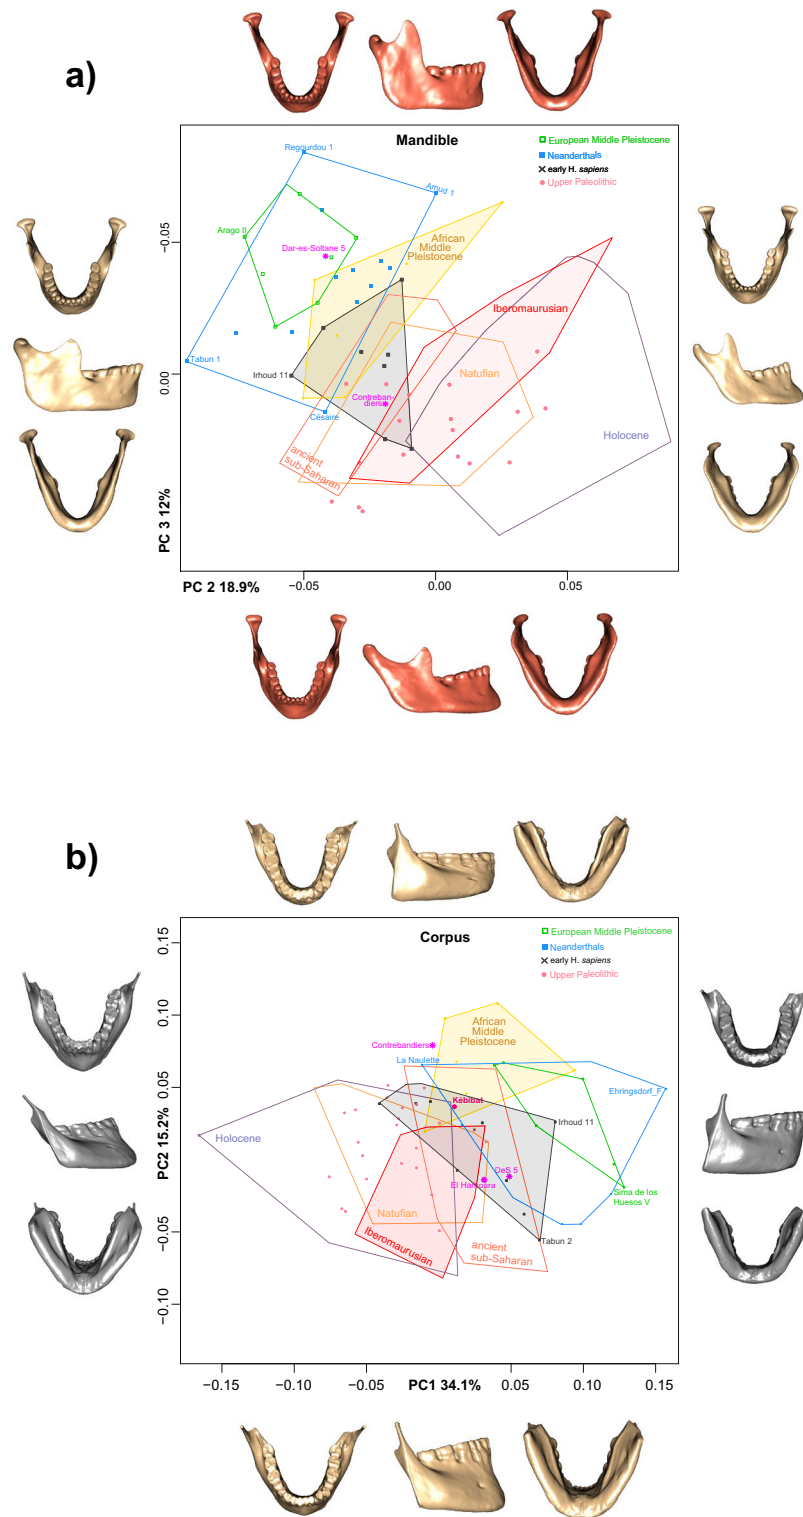 a)
Mandible
European Middle Pleistocene
Neanderthals
early H. sapiens
Upper Paleolithic
Regourdou 1
Amud 1
Arago II
Dar-es-Soltane 5
African
Middle
Pleistocene
Iberomaurusian
Tabun 1
Irhoud 11
Natufian
Contreban-
diers
Césaire
Holocene
ancient
sub-Saharan
−0.05
0.00
PC 3 12%
PC 2 18.9%
−0.05
0.00
0.05
b)
Corpus
European Middle Pleistocene
Neanderthals
early H. sapiens
Upper Paleolithic
African
Middle
Pleistocene
Contrebandiers
La Naulette
Ehringsdorf_F
Kébibat
Irhoud 11
Holocene
DeS 5
El Harhoura
Sima de los
Huesos V
Natufian
Iberomaurusian
Tabun 2
ancient
sub-Saharan
0.15
0.10
0.05
PC2 15.2%
−0.05
−0.10
−0.15
−0.10
−0.05
PC1 34.1%
0.05
0.10
0.15